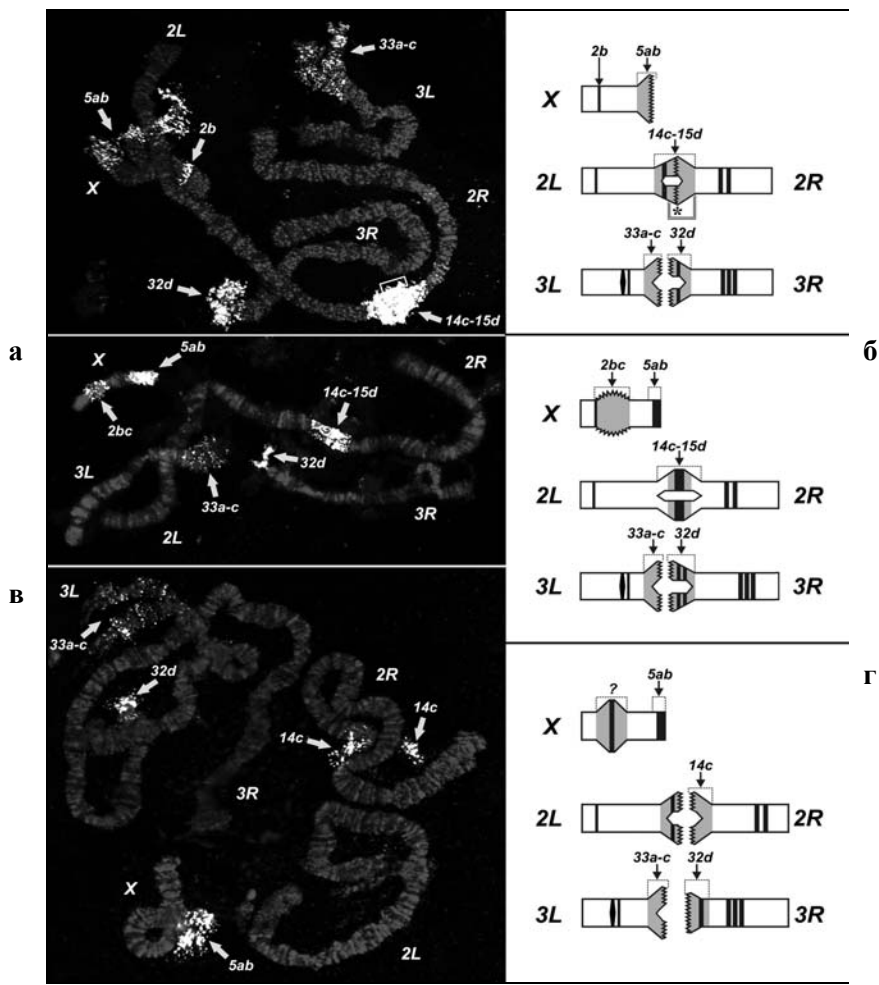 а
2L
33a-c
5ab
3L
2b
X
2R
3R
32d
14c-15d
б
2b 5ab
X
14c-15d
2L 2R
*
33a-c 32d
3L 3R
в
X
5ab
2R
14c-15d
2bc
32d
3L
33a-c
3R
2L
2bc 5ab
X
14c-15d
2L 2R
33a-c 32d
3L 3R
3L
33a-c
32d
2R
14c
14c
3R
X
2L
5ab
г
? 5ab
X
14c
2L 2R
33a-c 32d
3L 3R